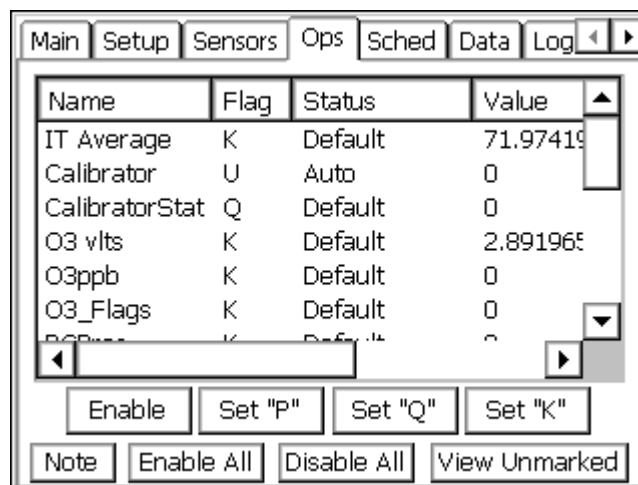 Main Setup Sensors Ops Sched Data Log
Name Flag Status Value
IT Average K Default 71.97419
Calibrator U Auto 0
CalibratorStat Q Default 0
O3 vlts K Default 2.891965
O3ppb K Default 0
O3_Flags K Default 0
Enable Set "P" Set "Q" Set "K"
Note Enable All Disable All View Unmarked